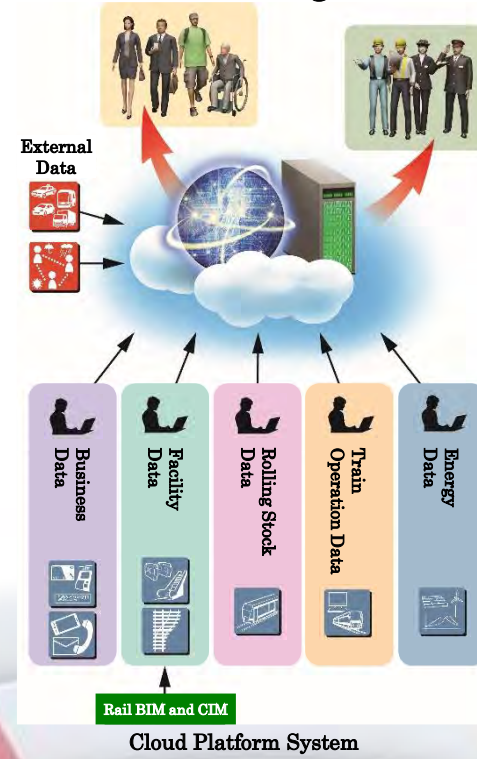 External
Data
Business
Data
Facility
Data
Rolling Stock
Data
Train
Operation Data
Energy
Data
Rail BIM and CIM
Cloud Platform System